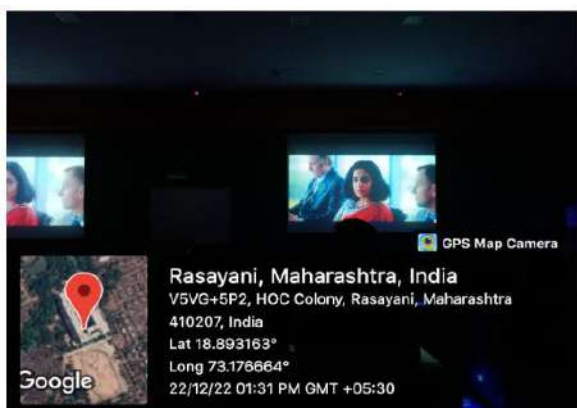 GPS Map Camera
Rasayani, Maharashtra, India
V5VG+5P2, HOC Colony, Rasayani, Maharashtra
410207, India
Lat 18.893163°
Long 73.176664°
22/12/22 01:31 PM GMT +05:30
Google